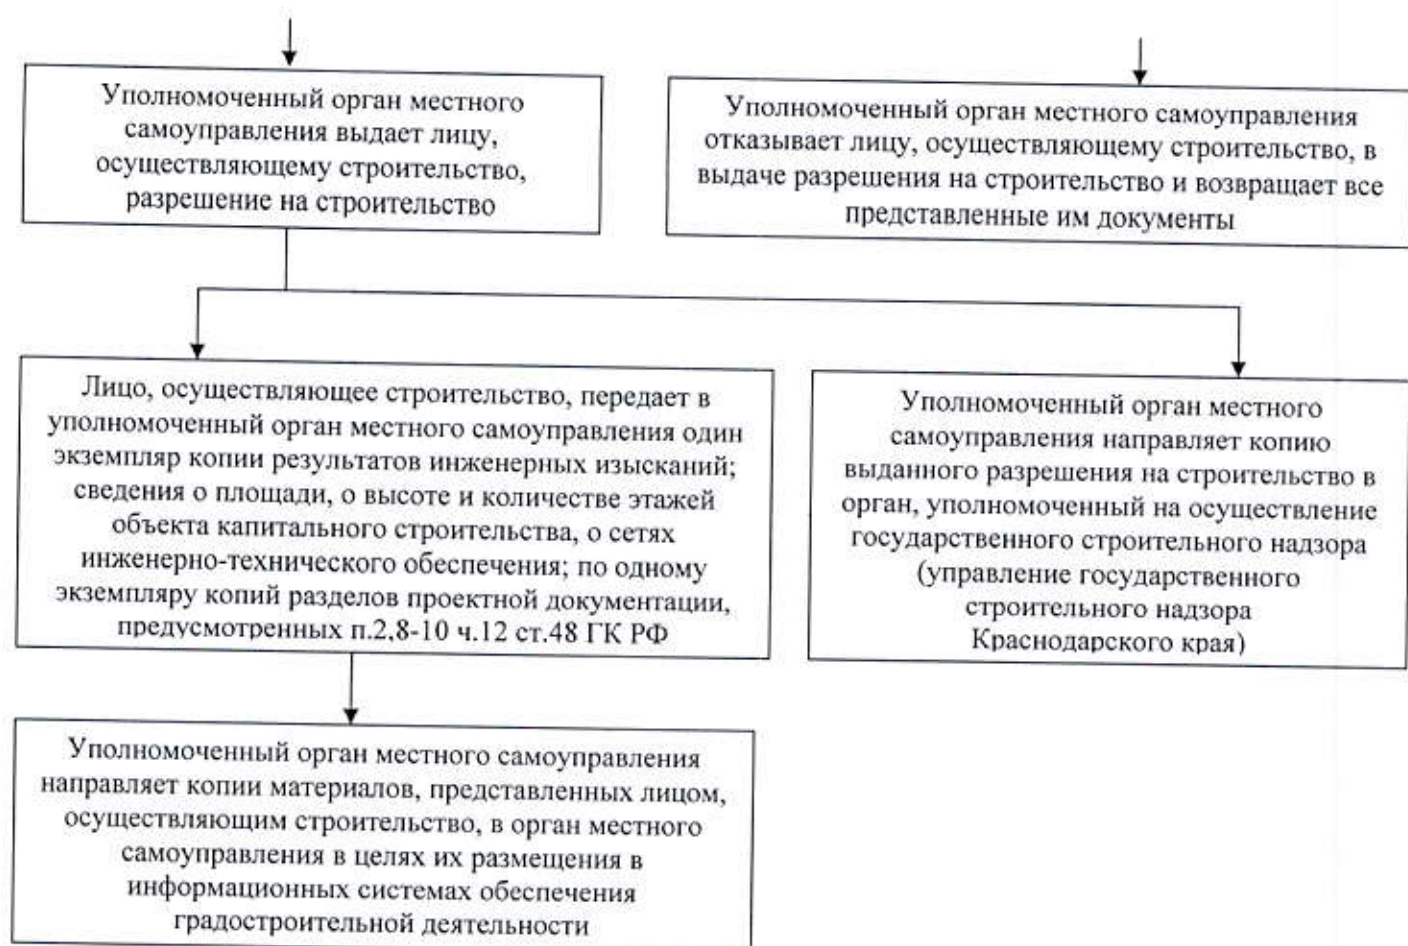 Уполномоченный орган местного
самоуправления выдает лицу,
осуществляющему строительство,
разрешение на строительство
Уполномоченный орган местного самоуправления
отказывает лицу, осуществляющему строительство, в
выдаче разрешения на строительство и возвращает все
представленные им документы
Лицо, осуществляющее строительство, передает в
уполномоченный орган местного самоуправления один
экземпляр копии результатов инженерных изысканий;
сведения о площади, о высоте и количестве этажей
объекта капитального строительства, о сетях
инженерно-технического обеспечения; по одному
экземпляру копий разделов проектной документации,
предусмотренных п.2,8-10 ч.12 ст.48 ГК РФ
Уполномоченный орган местного
самоуправления направляет копию
выданного разрешения на строительство в
орган, уполномоченный на осуществление
государственного строительного надзора
(управление государственного
строительного надзора
Краснодарского края)
Уполномоченный орган местного самоуправления
направляет копии материалов, представленных лицом,
осуществляющим строительство, в орган местного
самоуправления в целях их размещения в
информационных системах обеспечения
градостроительной деятельности